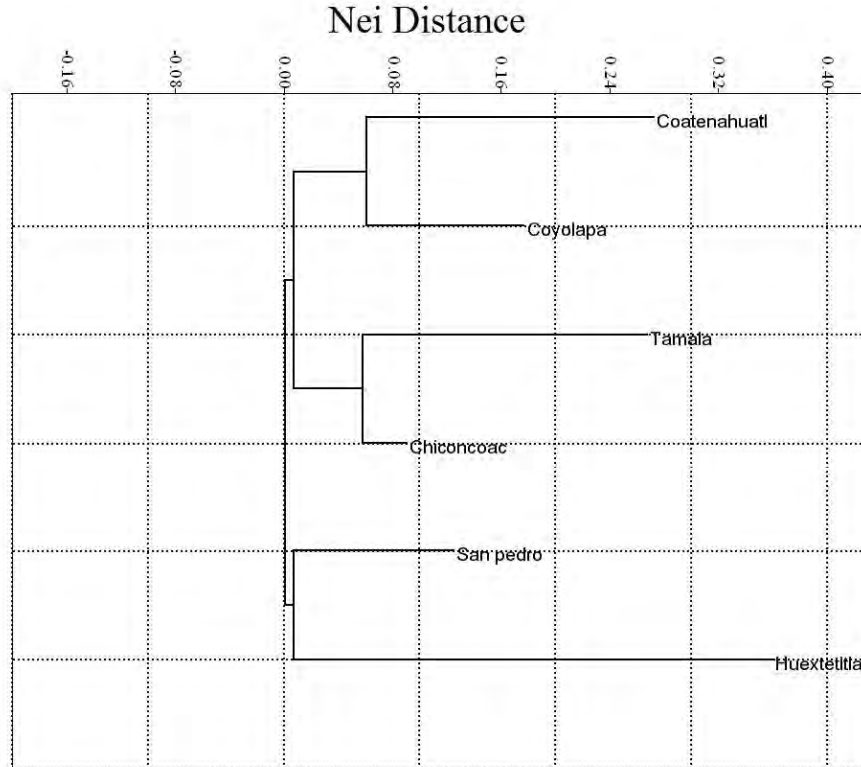 Nei Distance
-0.16 -0.08 0.00 0.08 0.16 0.24 0.32 0.40
Coatenahuatl
Coyolapa
Tamala
Chiconcoac
San pedro
Huextetitla